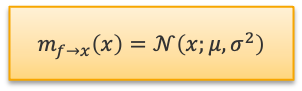 m_{f→x}(x) = 𝒩(x; μ, σ²)